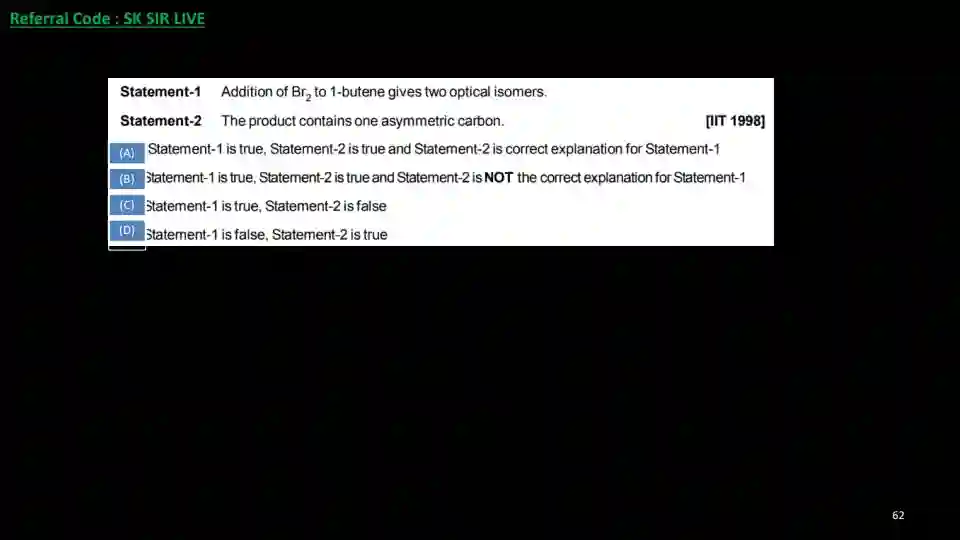 Referral Code : SK SIR LIVE
Statement-1 Addition of Br2 to 1-butene gives two optical isomers.
Statement-2 The product contains one asymmetric carbon. [IIT 1998]
(A) Statement-1 is true, Statement-2 is true and Statement-2 is correct explanation for Statement-1
(B) Statement-1 is true, Statement-2 is true and Statement-2 is NOT the correct explanation for Statement-1
(C) Statement-1 is true, Statement-2 is false
(D) Statement-1 is false, Statement-2 is true
62